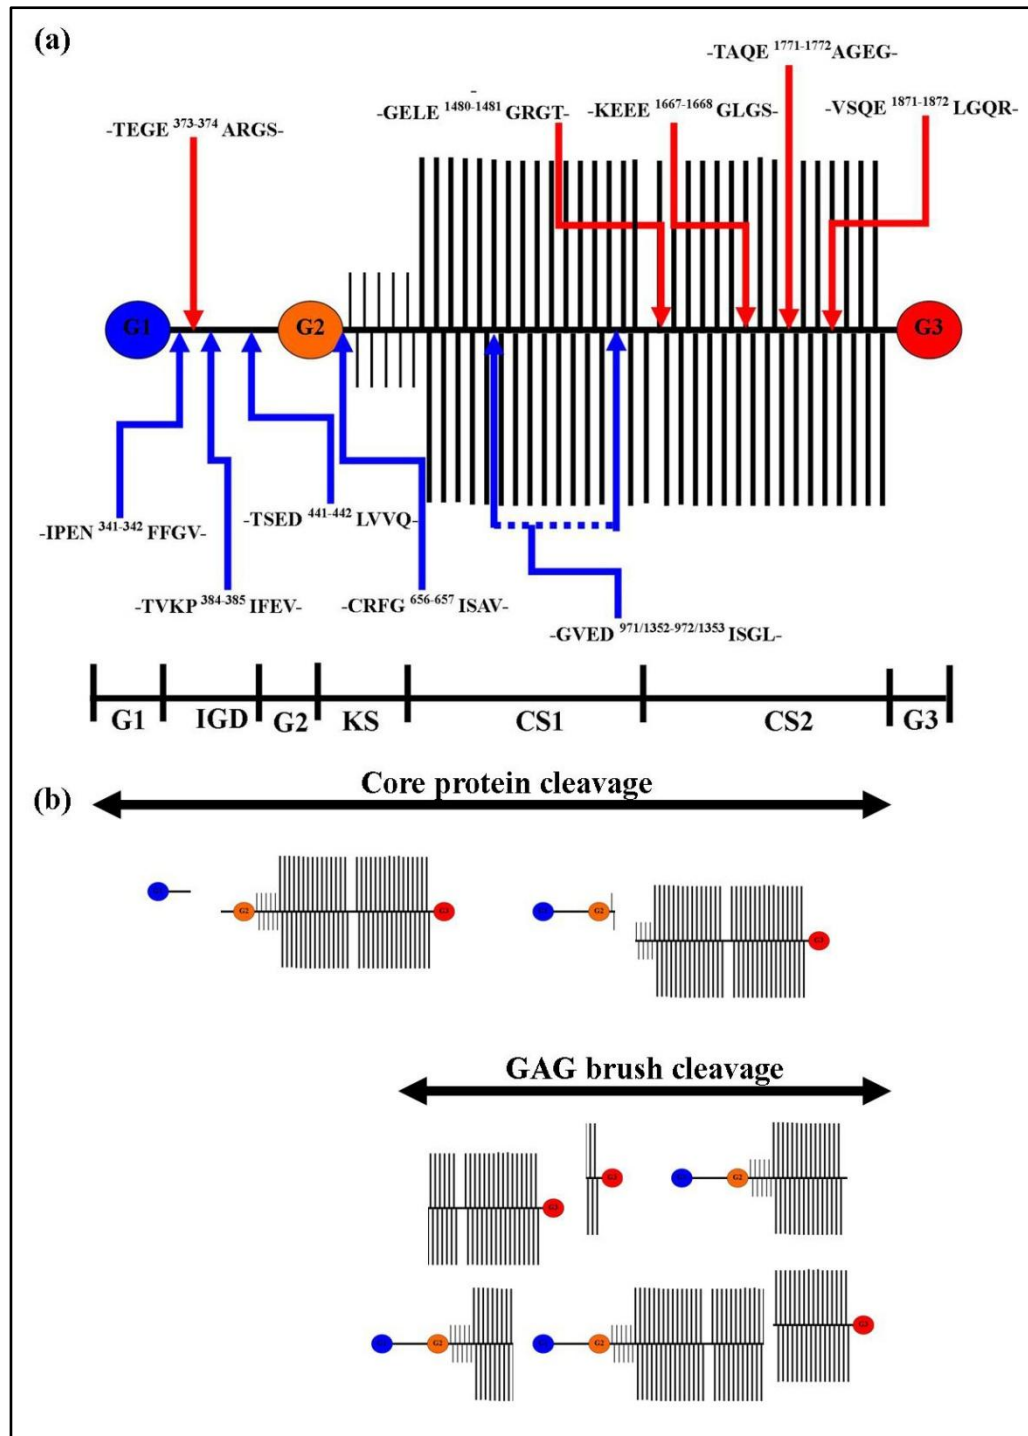 (a)
-TAQE 1771-1772 AGEG-
-GELE 1480-1481 GRGT-
-KEEE 1667-1668 GLGS-
-VSQE 1871-1872 LGQR-
-TEGE 373-374 ARGS-
G1
G2
G3
-IPEN 341-342 FFGV-
-TSED 441-442 LVVQ-
-TVKP 384-385 IFEV-
-CRFG 656-657 ISAV-
-GVED 971/1352-972/1353 ISGL-
G1 IGD G2 KS CS1 CS2 G3
(b)
Core protein cleavage
G2
G3
G2
G3
GAG brush cleavage
G3
G3
G2
G2
G2
G3